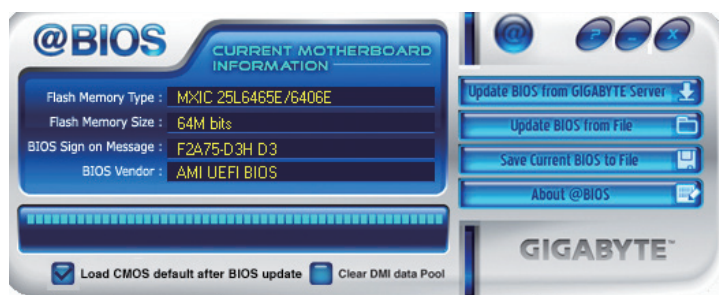 @BIOS
CURRENT MOTHERBOARD
INFORMATION
Flash Memory Type : MXIC 25L6465E/6406E
Flash Memory Size : 64M bits
BIOS Sign on Message : F2A75-D3H D3
BIOS Vendor : AMI UEFI BIOS
Load CMOS default after BIOS update
Clear DMI data Pool
@
? _ X
Update BIOS from GIGABYTE Server
Update BIOS from File
Save Current BIOS to File
About @BIOS
GIGABYTE™